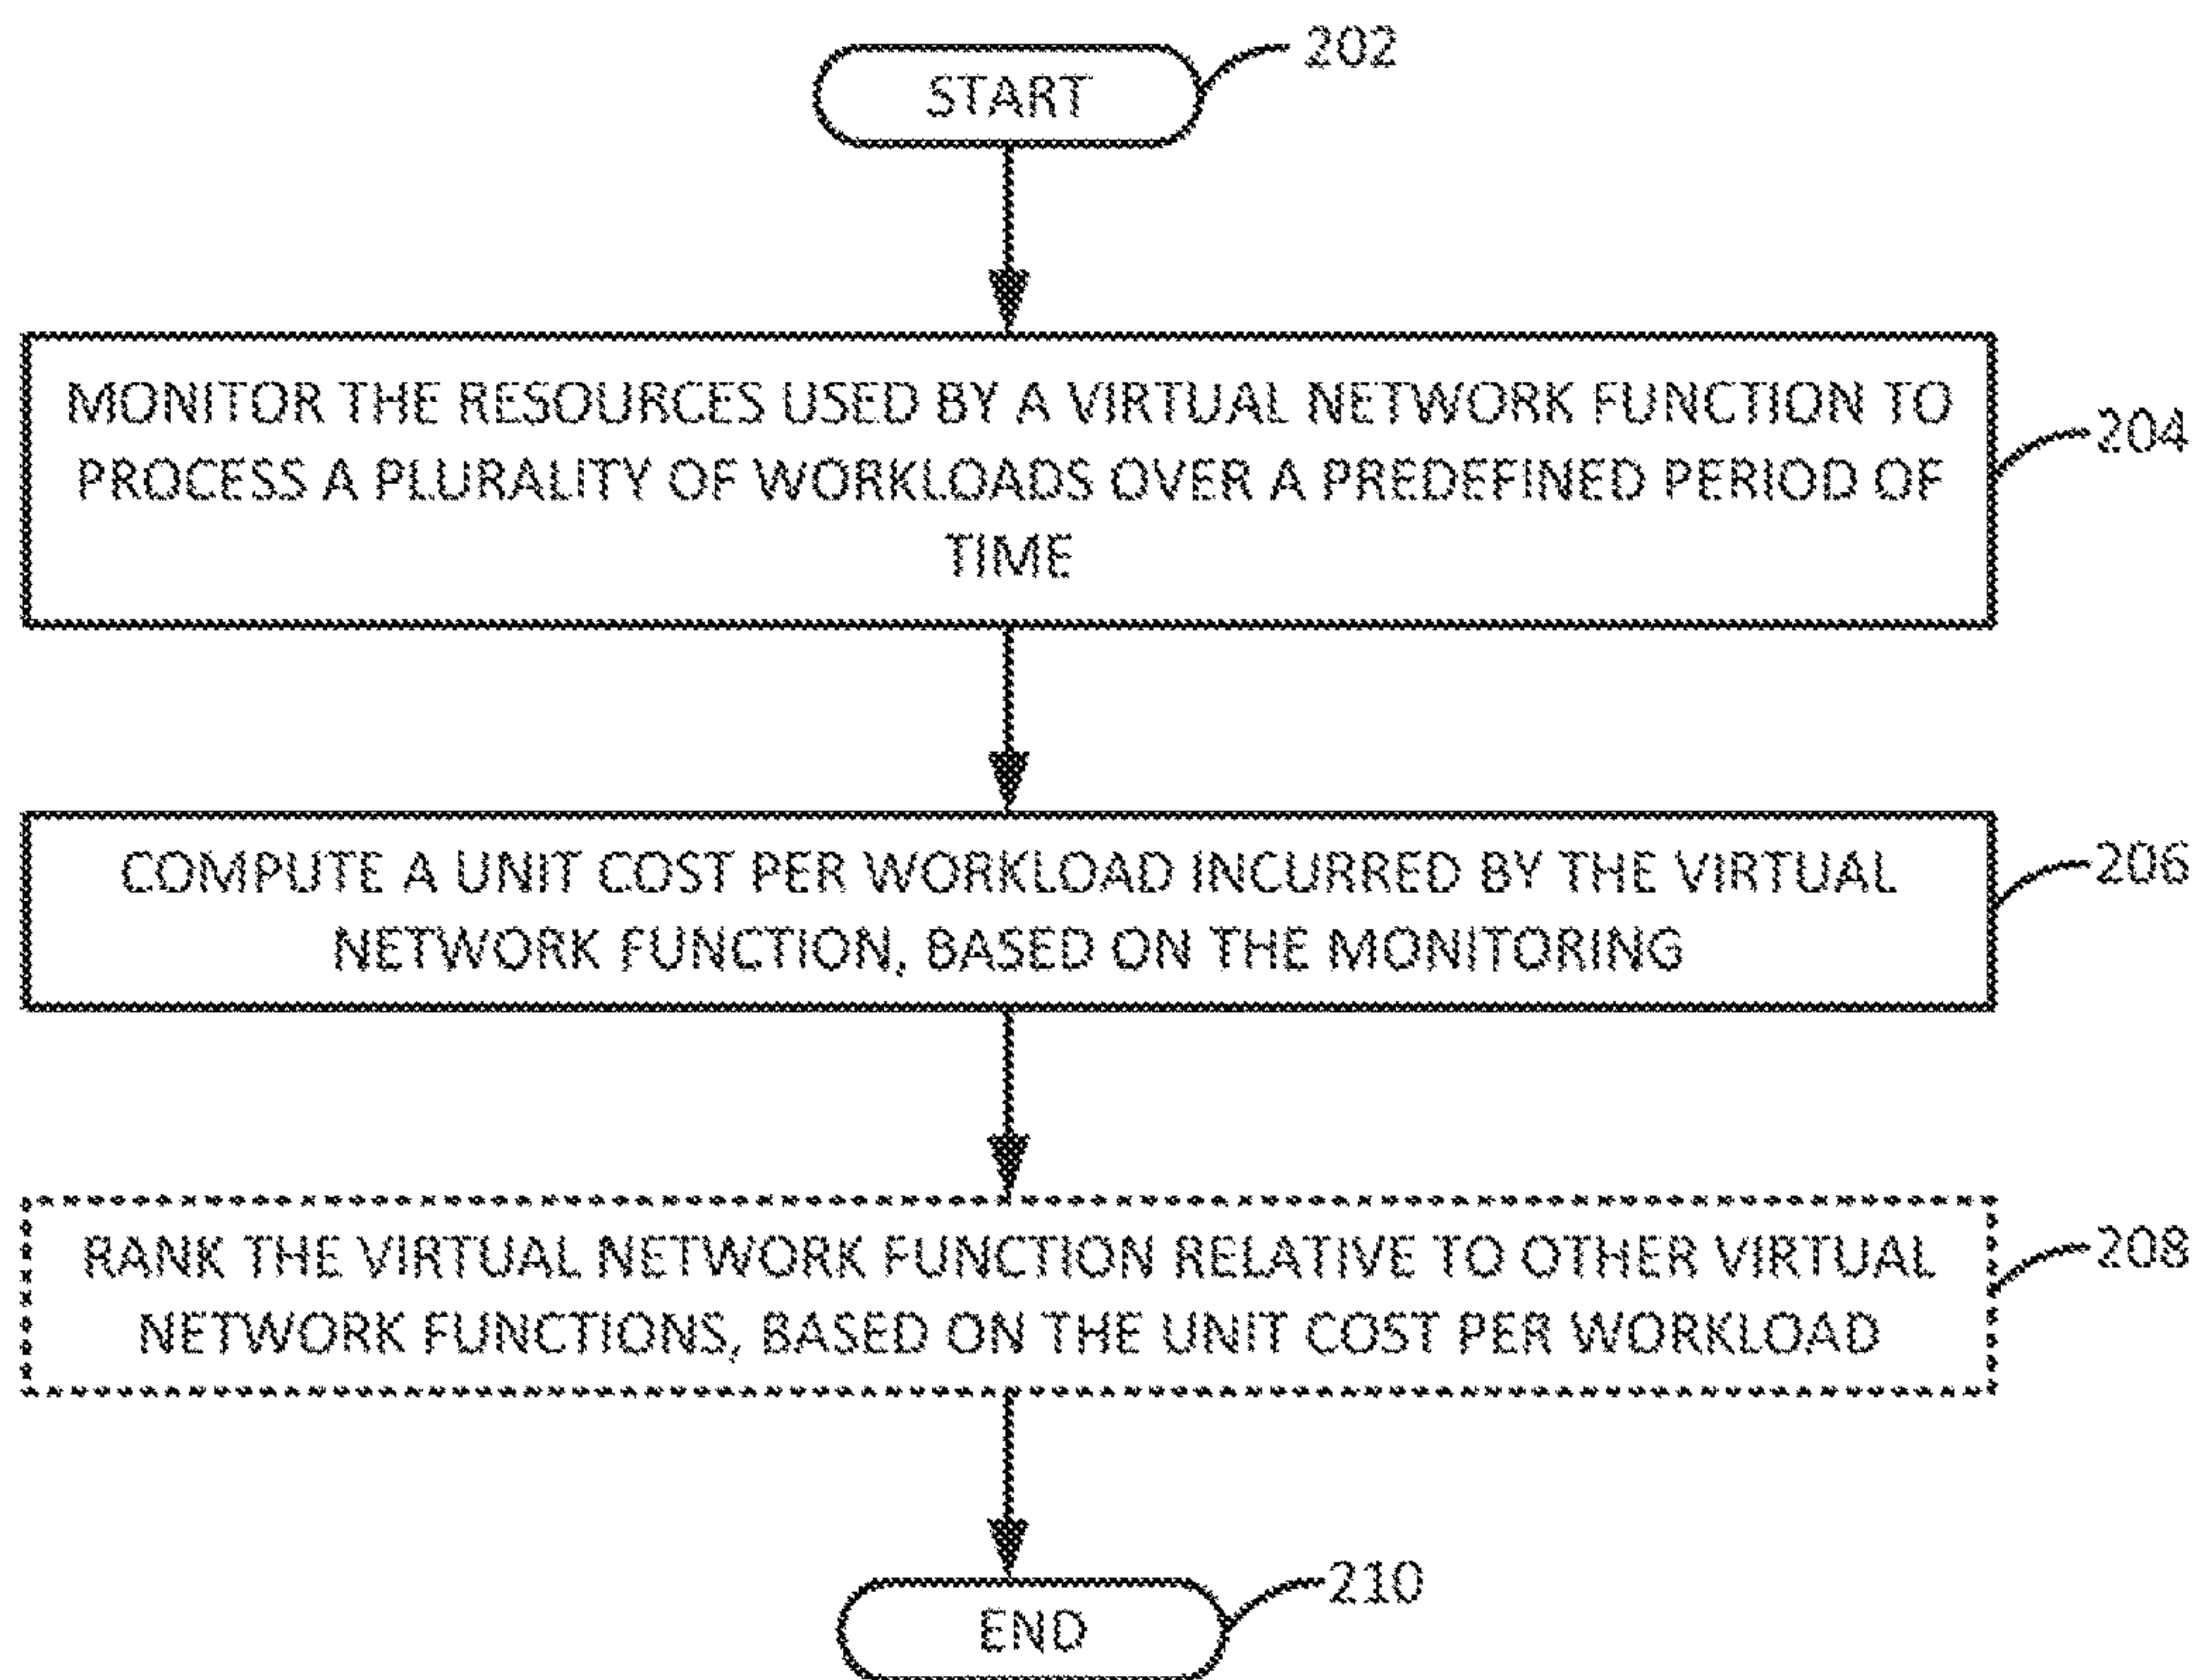 START
202
MONITOR THE RESOURCES USED BY A VIRTUAL NETWORK FUNCTION TO
PROCESS A PLURALITY OF WORKLOADS OVER A PREDEFINED PERIOD OF
TIME
204
COMPUTE A UNIT COST PER WORKLOAD INCURRED BY THE VIRTUAL
NETWORK FUNCTION, BASED ON THE MONITORING
206
RANK THE VIRTUAL NETWORK FUNCTION RELATIVE TO OTHER VIRTUAL
NETWORK FUNCTIONS, BASED ON THE UNIT COST PER WORKLOAD
208
END
210